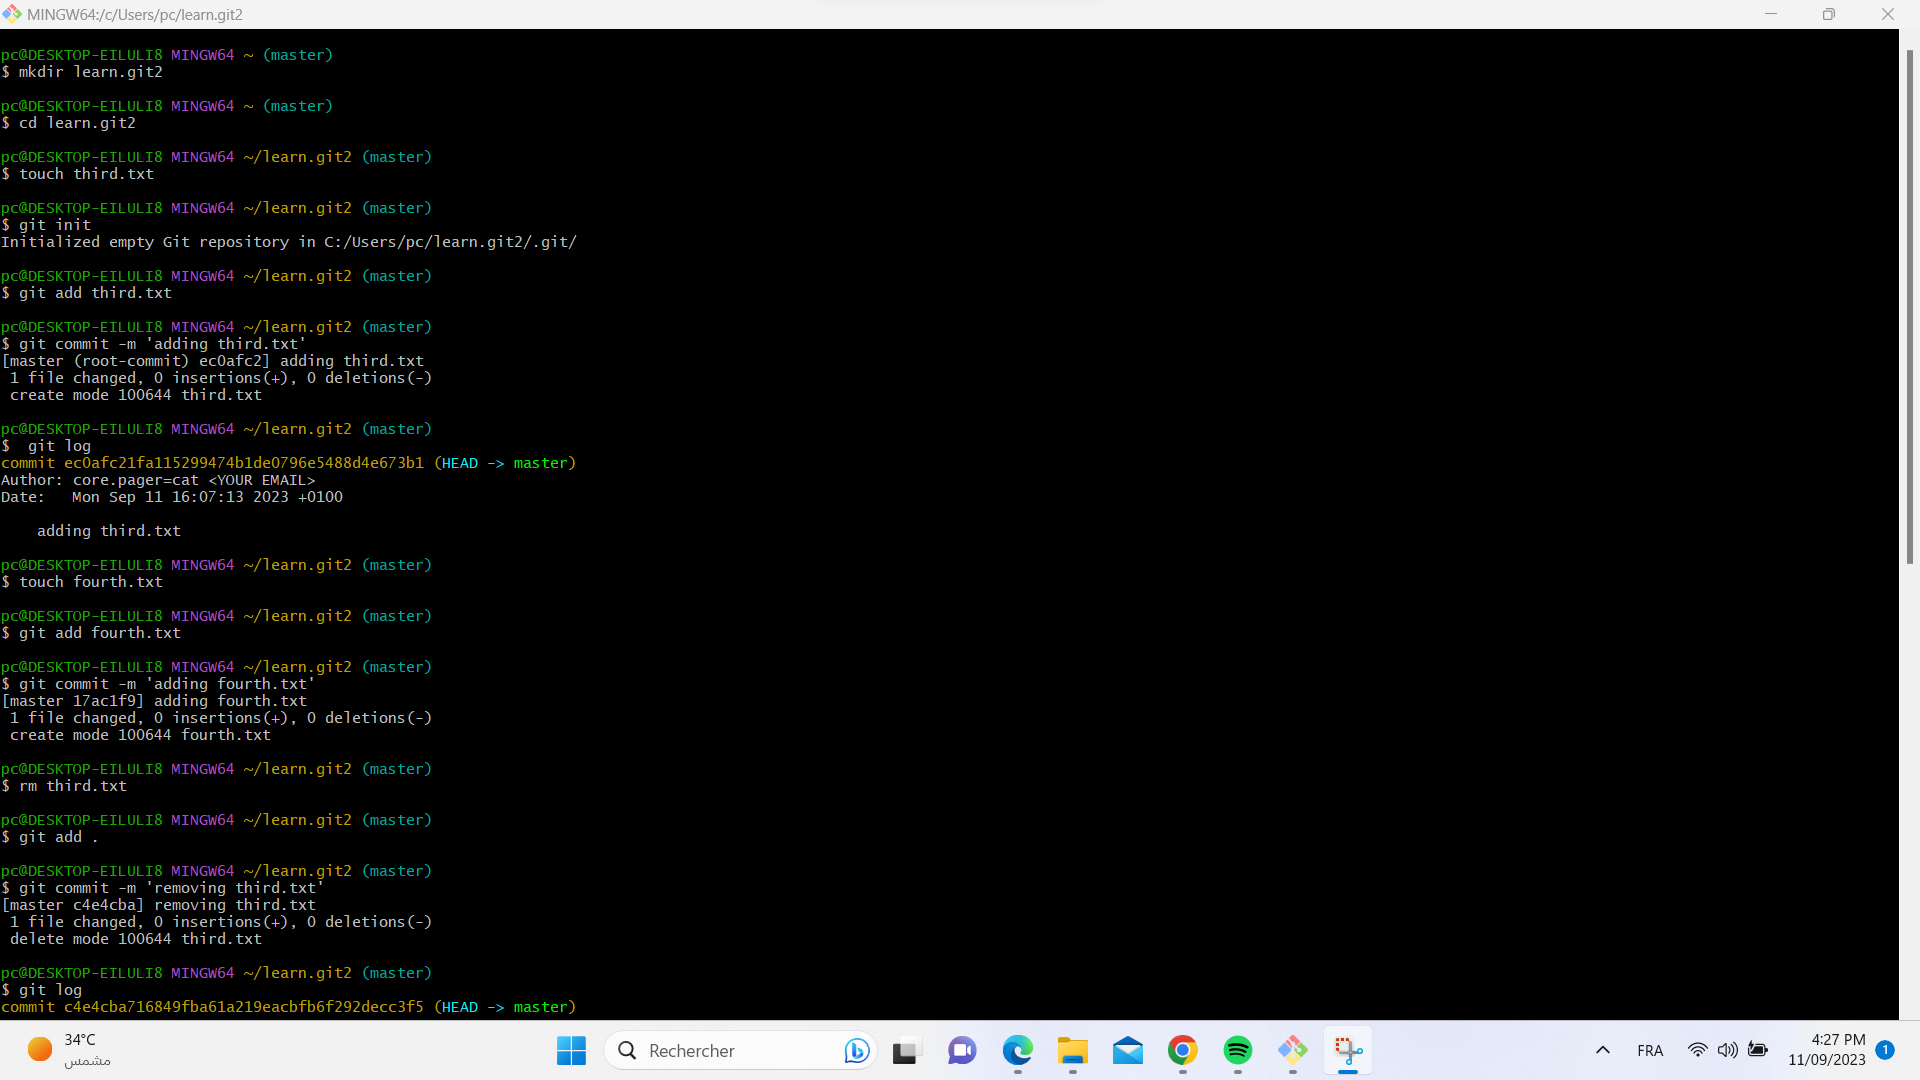 MINGW64:/c/Users/pc/learn.git2
pc@DESKTOP-EILULI8 MINGW64 ~ (master)
$ mkdir learn.git2
pc@DESKTOP-EILULI8 MINGW64 ~ (master)
$ cd learn.git2
pc@DESKTOP-EILULI8 MINGW64 ~/learn.git2 (master)
$ touch third.txt
pc@DESKTOP-EILULI8 MINGW64 ~/learn.git2 (master)
$ git init
Initialized empty Git repository in C:/Users/pc/learn.git2/.git/
pc@DESKTOP-EILULI8 MINGW64 ~/learn.git2 (master)
$ git add third.txt
pc@DESKTOP-EILULI8 MINGW64 ~/learn.git2 (master)
$ git commit -m 'adding third.txt'
[master (root-commit) ec0afc2] adding third.txt
 1 file changed, 0 insertions(+), 0 deletions(-)
 create mode 100644 third.txt
pc@DESKTOP-EILULI8 MINGW64 ~/learn.git2 (master)
$  git log
commit ec0afc21fa115299474b1de0796e5488d4e673b1 (HEAD -> master)
Author: core.pager=cat <YOUR EMAIL>
Date:   Mon Sep 11 16:07:13 2023 +0100
    adding third.txt
pc@DESKTOP-EILULI8 MINGW64 ~/learn.git2 (master)
$ touch fourth.txt
pc@DESKTOP-EILULI8 MINGW64 ~/learn.git2 (master)
$ git add fourth.txt
pc@DESKTOP-EILULI8 MINGW64 ~/learn.git2 (master)
$ git commit -m 'adding fourth.txt'
[master 17ac1f9] adding fourth.txt
 1 file changed, 0 insertions(+), 0 deletions(-)
 create mode 100644 fourth.txt
pc@DESKTOP-EILULI8 MINGW64 ~/learn.git2 (master)
$ rm third.txt
pc@DESKTOP-EILULI8 MINGW64 ~/learn.git2 (master)
$ git add .
pc@DESKTOP-EILULI8 MINGW64 ~/learn.git2 (master)
$ git commit -m 'removing third.txt'
[master c4e4cba] removing third.txt
 1 file changed, 0 insertions(+), 0 deletions(-)
 delete mode 100644 third.txt
pc@DESKTOP-EILULI8 MINGW64 ~/learn.git2 (master)
$ git log
commit c4e4cba716849fba61a219eacbfb6f292decc3f5 (HEAD -> master)
34°C
مشمس
Rechercher
FRA
4:27 PM
11/09/2023
1